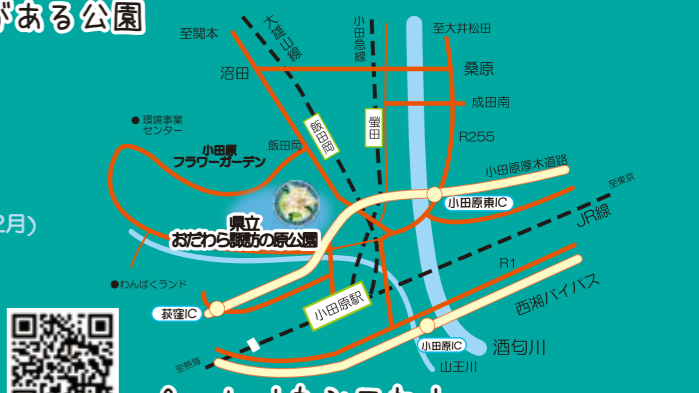 がある公園
至関本
大雄山線
小田急線
至大井松田
沼田
桑原
成田南
●環境事業
センター
小田原
フラワーガーデン
飯田岡
飯田岡
螢田
R255
小田原厚木道路
至東京
小田原東IC
JR線
2月)
県立
おだわら諏訪の原公園
●わんぱくランド
R1
荻窪IC
小田原駅
西湘バイパス
小田原IC
酒匂川
至熱海
山王川